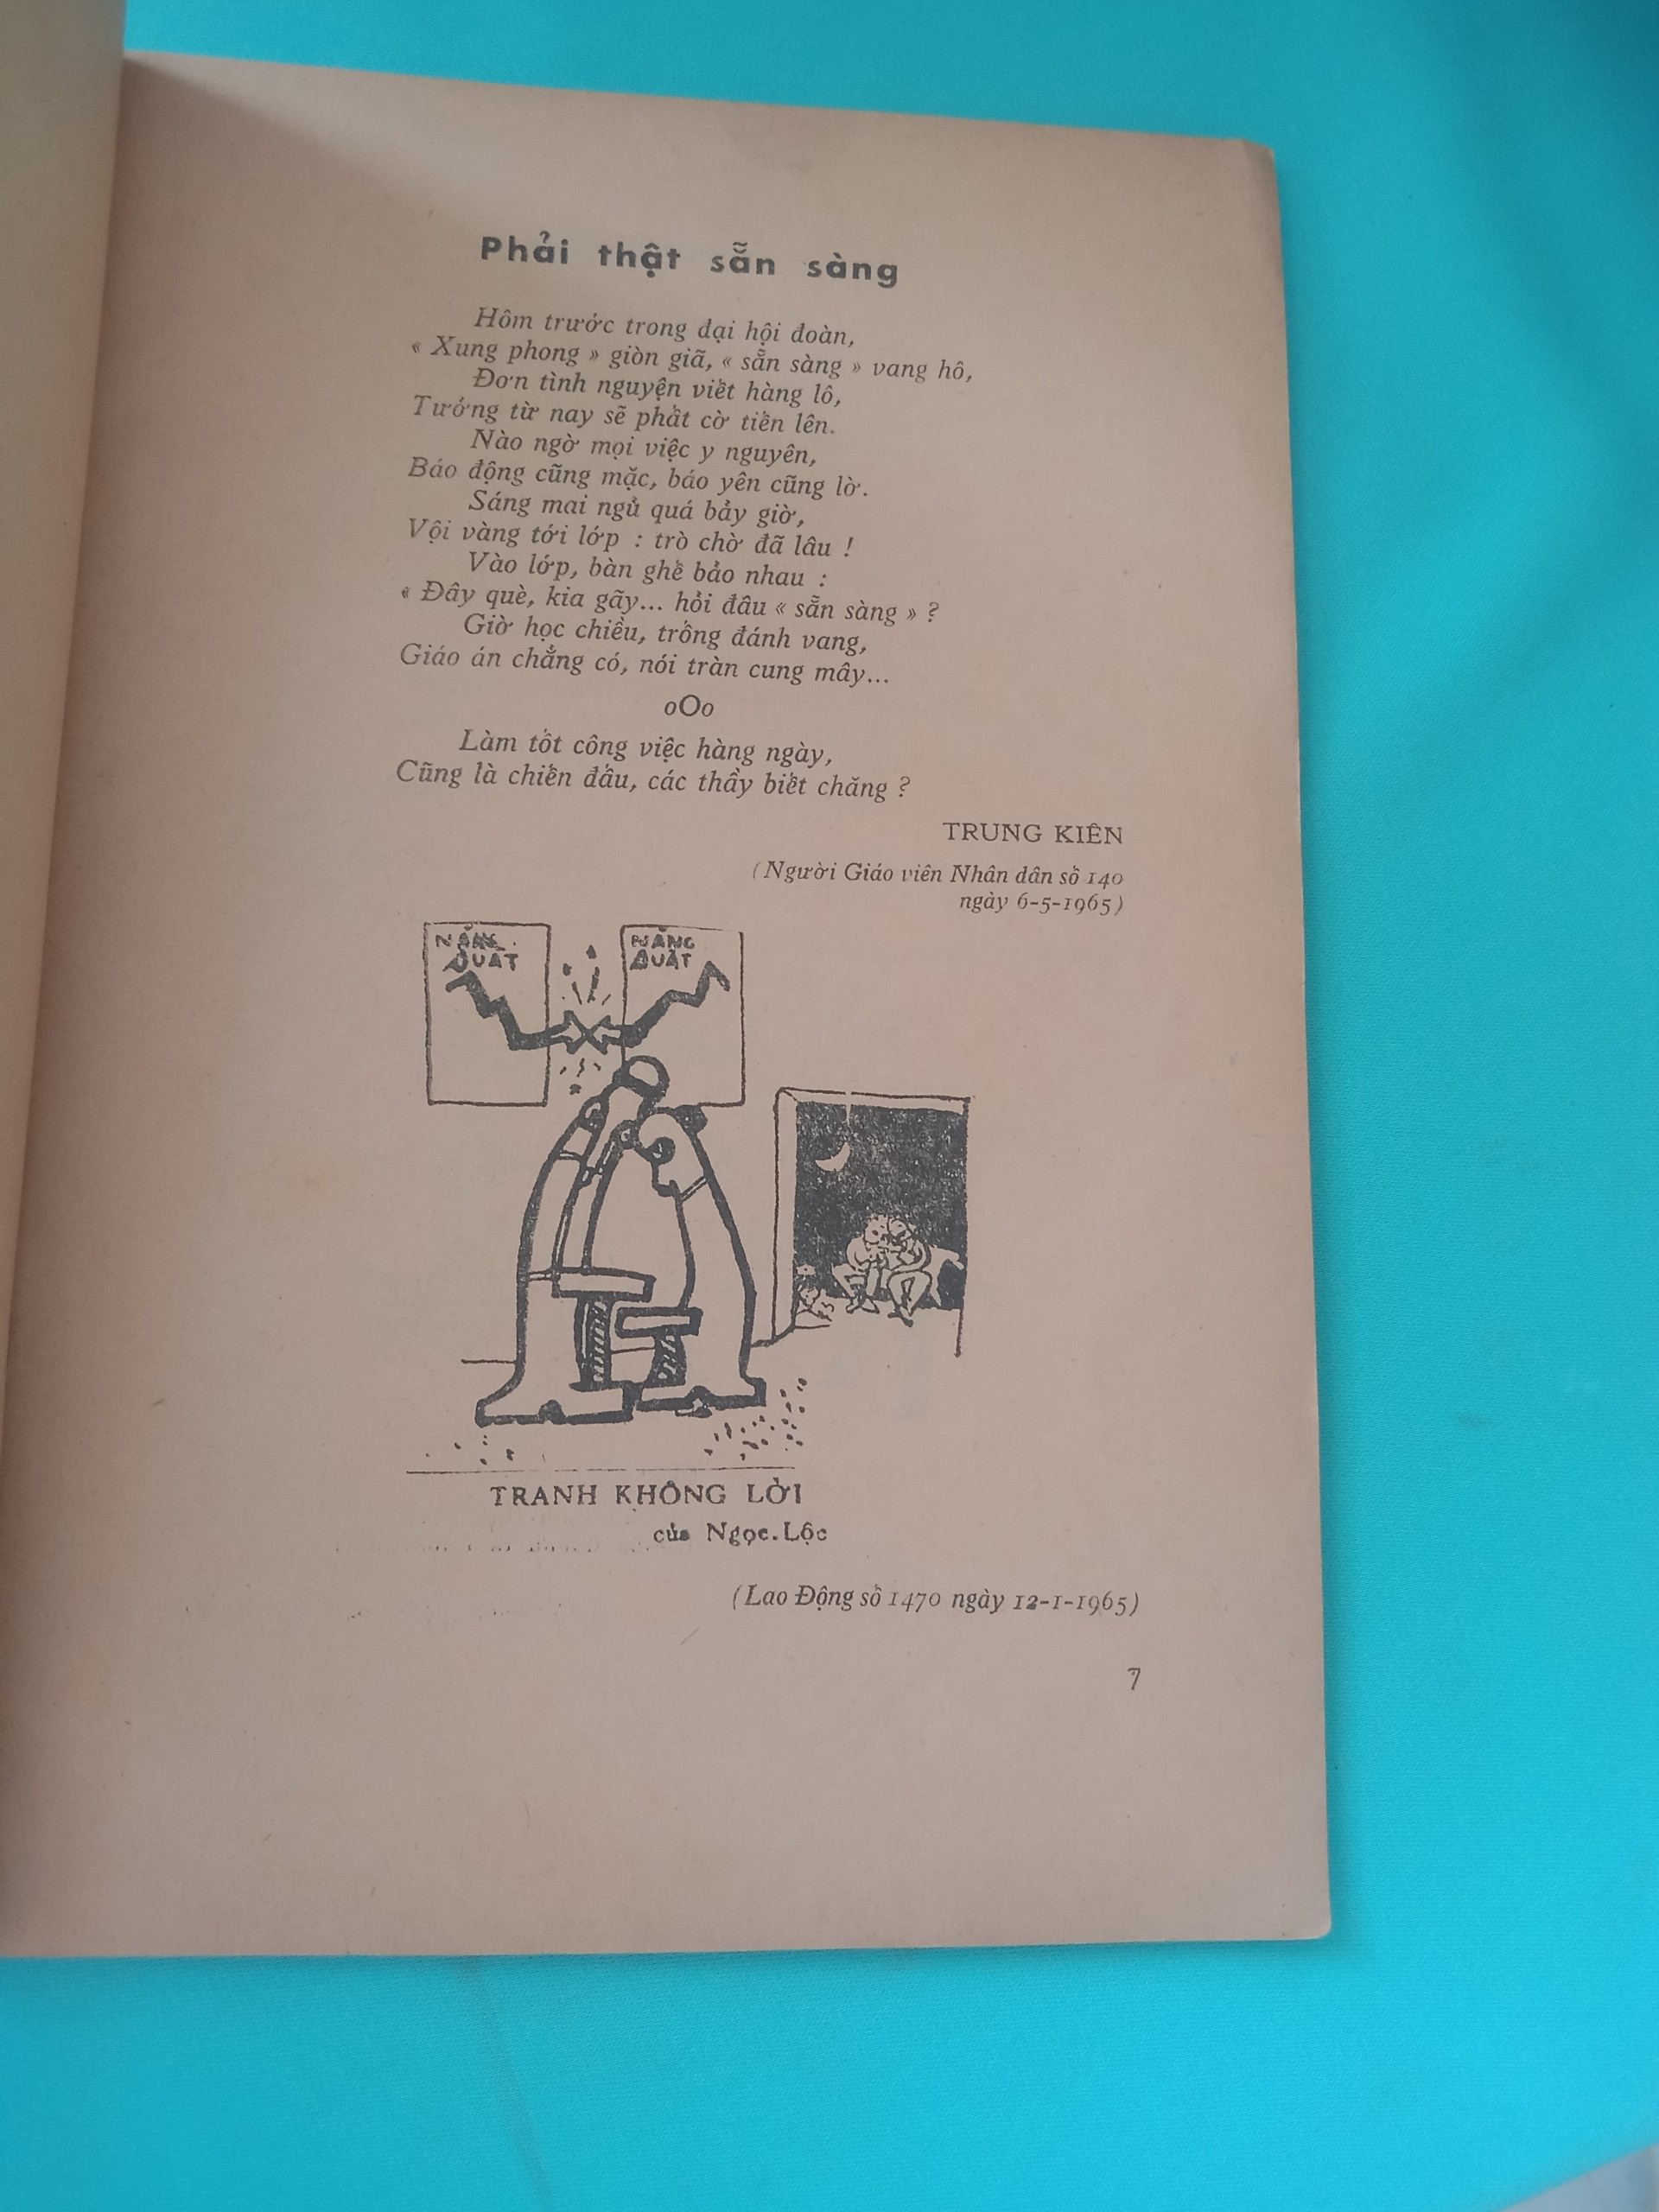 Phải thật sẵn sàng
Hôm trước trong đại hội đoàn,
« Xung phong » giòn giã, « sẵn sàng » vang hô,
Đơn tình nguyện viết hàng lô,
Tưởng từ nay sẽ phất cờ tiến lên.
Nào ngờ mọi việc y nguyên,
Báo động cũng mặc, báo yên cũng lờ.
Sáng mai ngủ quá bảy giờ,
Vội vàng tới lớp : trò chờ đã lâu !
Vào lớp, bàn ghế bảo nhau :
« Đây què, kia gãy... hỏi đâu « sẵn sàng » ?
Giờ học chiều, trống đánh vang,
Giáo án chẳng có, nói tràn cung mây...
oOo
Làm tốt công việc hàng ngày,
Cũng là chiến đấu, các thầy biết chăng ?
TRUNG KIÊN
(Người Giáo viên Nhân dân số 140
ngày 6-5-1965)
NĂNG NĂNG
SUẤT SUẤT
TRANH KHÔNG LỜI
của Ngọc.Lộc
(Lao Động số 1470 ngày 12-1-1965)
7